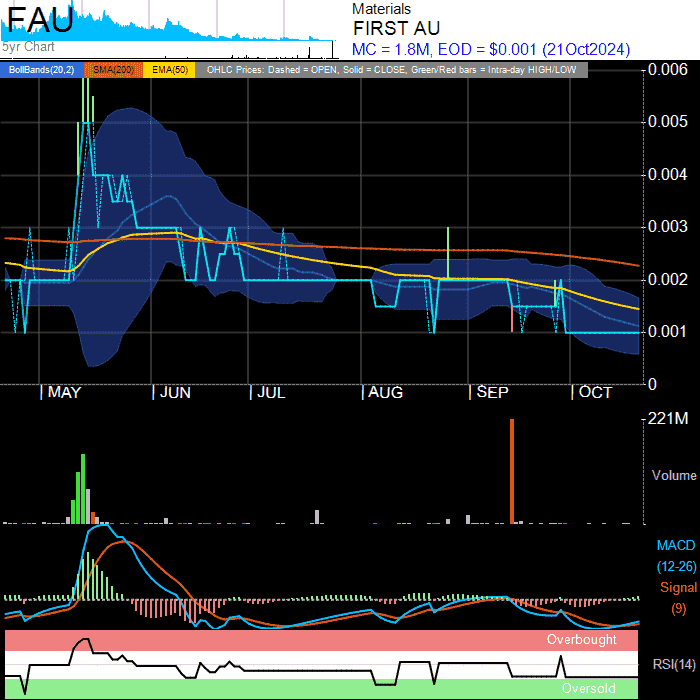 FAU
5yr Chart
Materials
FIRST AU
MC = 1.8M, EOD = $0.001 (21Oct2024)
BollBands(20,2) SMA(200) EMA(50) OHLC Prices: Dashed = OPEN, Solid = CLOSE, Green/Red bars = Intra-day HIGH/LOW
0.006
0.005
0.004
0.003
0.002
0.001
0
MAY JUN JUL AUG SEP OCT
221M
Volume
MACD
(12-26)
Signal
(9)
Overbought
RSI(14)
Oversold